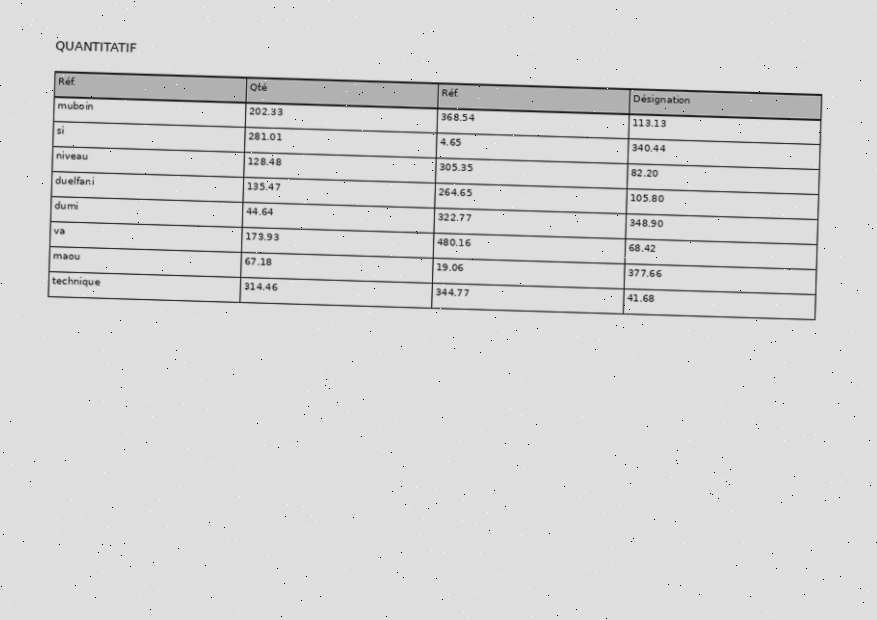 QUANTITATIF
Réf. Qté Réf. Désignation
muboin 202.33 368.54 113.13
si 281.01 4.65 340.44
niveau 128.48 305.35 82.20
duelfani 135.47 264.65 105.80
dumi 44.64 322.77 348.90
va 173.93 480.16 68.42
maou 67.18 19.06 377.66
technique 314.46 344.77 41.68